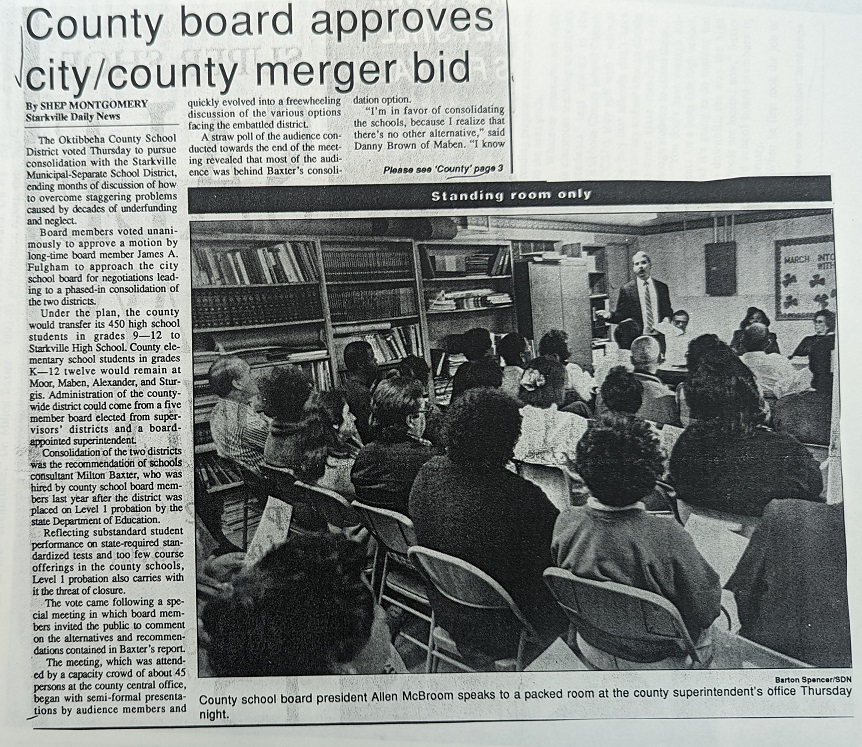 County board approves
city/county merger bid
By SHEP MONTGOMERY
Starkville Daily News
The Oktibbeha County School
District voted Thursday to pursue
consolidation with the Starkville
Municipal-Separate School District,
ending months of discussion of how
to overcome staggering problems
caused by decades of underfunding
and neglect.
Board members voted unani-
mously to approve a motion by
long-time board member James A.
Fulgham to approach the city
school board for negotiations lead-
ing to a phased-in consolidation of
the two districts.
Under the plan, the county
would transfer its 450 high school
students in grades 9—12 to
Starkville High School. County ele-
mentary school students in grades
K—12 twelve would remain at
Moor, Maben, Alexander, and Stur-
gis. Administration of the county-
wide district could come from a five
member board elected from super-
visors' districts and a board-
appointed superintendent.
Consolidation of the two districts
was the recommendation of schools
consultant Milton Baxter, who was
hired by county school board mem-
bers last year after the district was
placed on Level 1 probation by the
state Department of Education.
Reflecting substandard student
performance on state-required stan-
dardized tests and too few course
offerings in the county schools,
Level 1 probation also carries with
it the threat of closure.
The vote came following a spe-
cial meeting in which board mem-
bers invited the public to comment
on the alternatives and recommen-
dations contained in Baxter's report.
The meeting, which was attend-
ed by a capacity crowd of about 45
persons at the county central office,
began with semi-formal presenta-
tions by audience members and
quickly evolved into a freewheeling
discussion of the various options
facing the embattled district.
A straw poll of the audience con-
ducted towards the end of the meet-
ing revealed that most of the audi-
ence was behind Baxter's consoli-
dation option.
"I'm in favor of consolidating
the schools, because I realize that
there's no other alternative," said
Danny Brown of Maben. "I know
Please see 'County' page 3
Standing room only
MARCH INTO
WITH
Barton Spencer/SDN
County school board president Allen McBroom speaks to a packed room at the county superintendent's office Thursday
night.